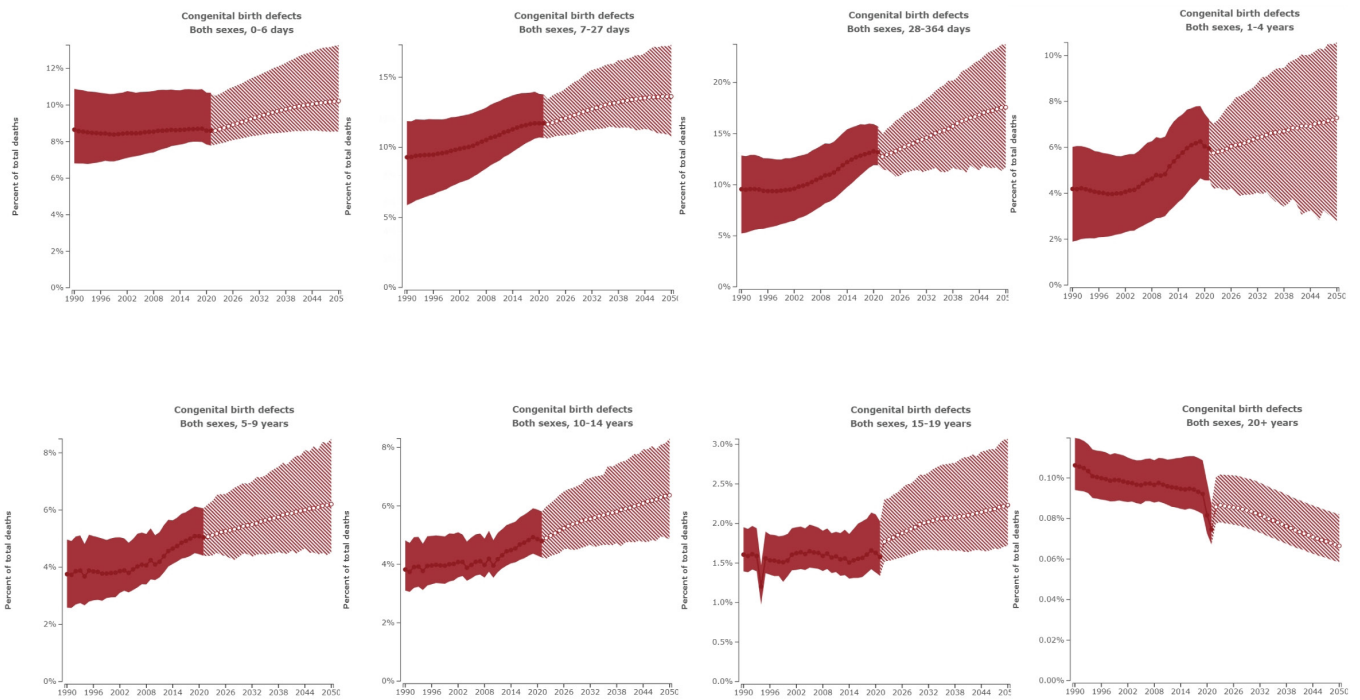 Congenital birth defects
Both sexes, 0-6 days
Percent of total deaths
12%
10%
8%
6%
4%
2%
0%
1990 1996 2002 2008 2014 2020 2026 2032 2038 2044 205
Congenital birth defects
Both sexes, 7-27 days
Percent of total deaths
15%
10%
5%
0%
1990 1996 2002 2008 2014 2020 2026 2032 2038 2044 2050
Congenital birth defects
Both sexes, 28-364 days
Percent of total deaths
20%
15%
10%
5%
0%
1990 1996 2002 2008 2014 2020 2026 2032 2038 2044 205
Congenital birth defects
Both sexes, 1-4 years
Percent of total deaths
10%
8%
6%
4%
2%
0%
1990 1996 2002 2008 2014 2020 2026 2032 2038 2044 2050
Congenital birth defects
Both sexes, 5-9 years
Percent of total deaths
8%
6%
4%
2%
0%
1990 1996 2002 2008 2014 2020 2026 2032 2038 2044 2050
Congenital birth defects
Both sexes, 10-14 years
Percent of total deaths
8%
6%
4%
2%
0%
1990 1996 2002 2008 2014 2020 2026 2032 2038 2044 2050
Congenital birth defects
Both sexes, 15-19 years
Percent of total deaths
3.0%
2.5%
2.0%
1.5%
1.0%
0.5%
0.0%
1990 1996 2002 2008 2014 2020 2026 2032 2038 2044 2050
Congenital birth defects
Both sexes, 20+ years
Percent of total deaths
0.10%
0.08%
0.06%
0.04%
0.02%
0.00%
1990 1996 2002 2008 2014 2020 2026 2032 2038 2044 2050